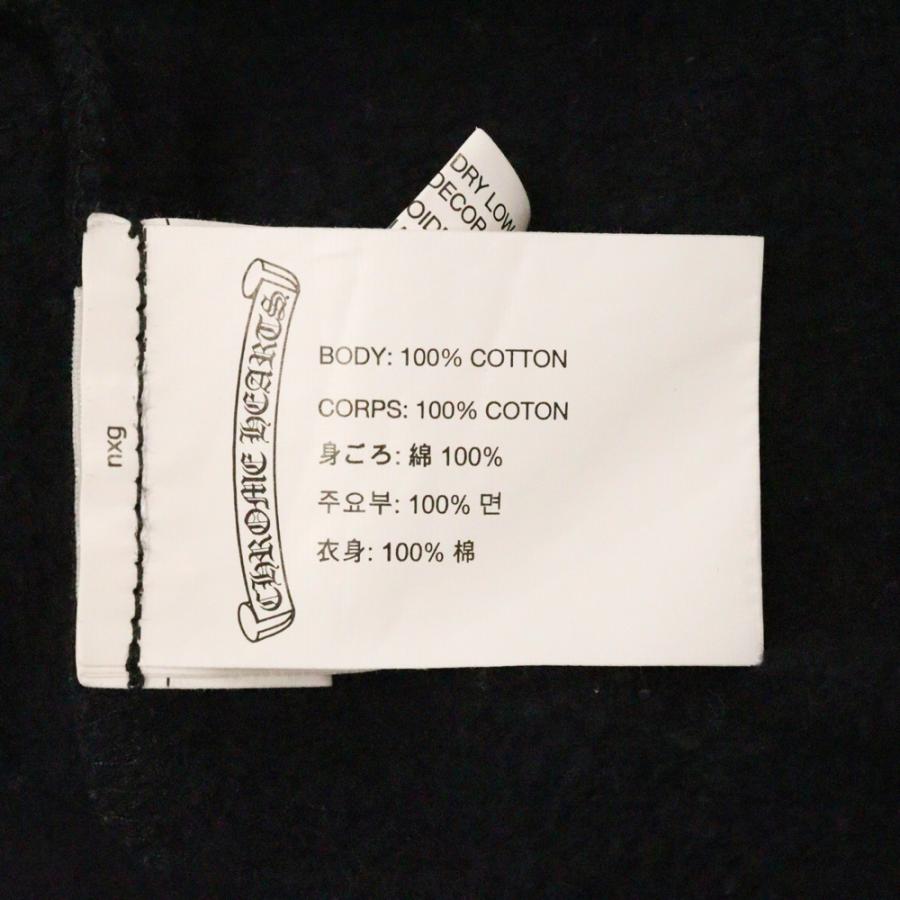 DRY LOW
DECOR
OID
nxg
CHROME HEARTS
BODY: 100% COTTON
CORPS: 100% COTON
身ごろ: 綿 100%
주요부: 100% 면
衣身: 100% 棉